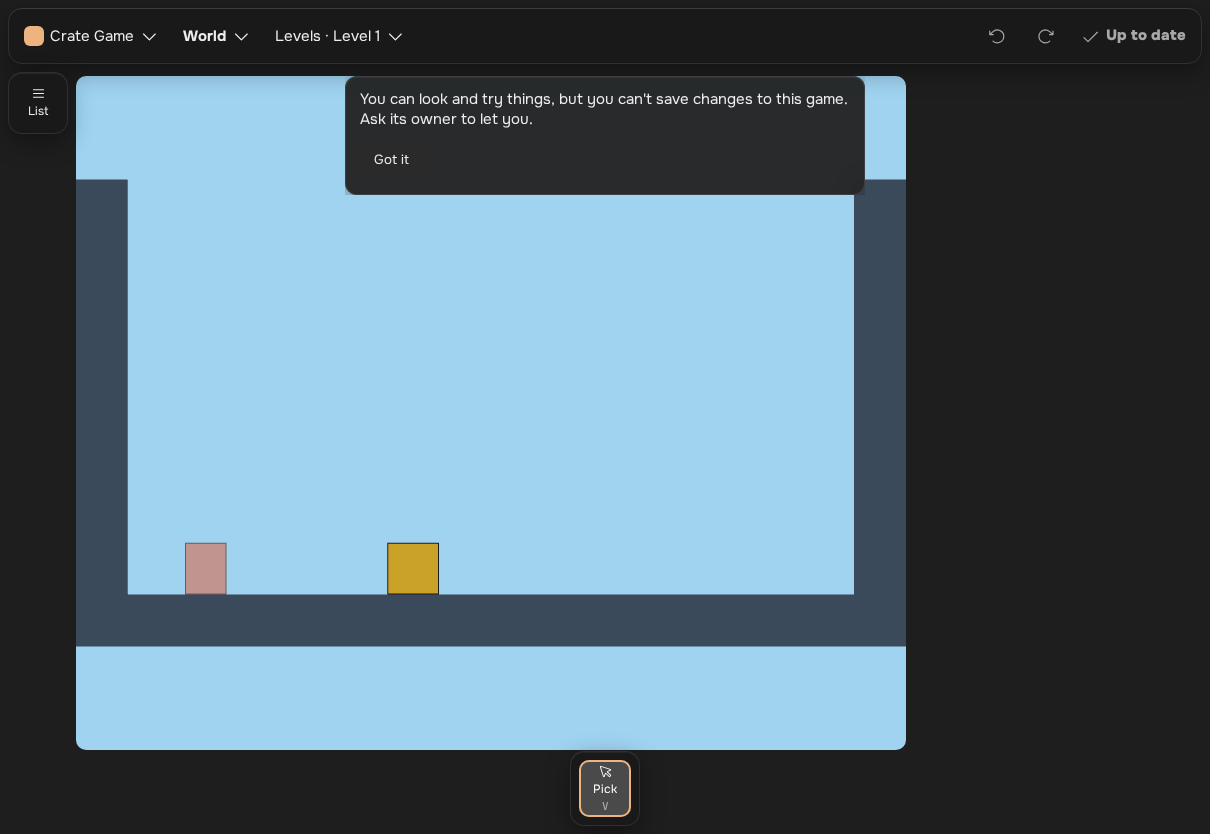 Crate Game
World
Levels · Level 1
Up to date
List
You can look and try things, but you can't save changes to this game.
Ask its owner to let you.
Got it
Pick
V